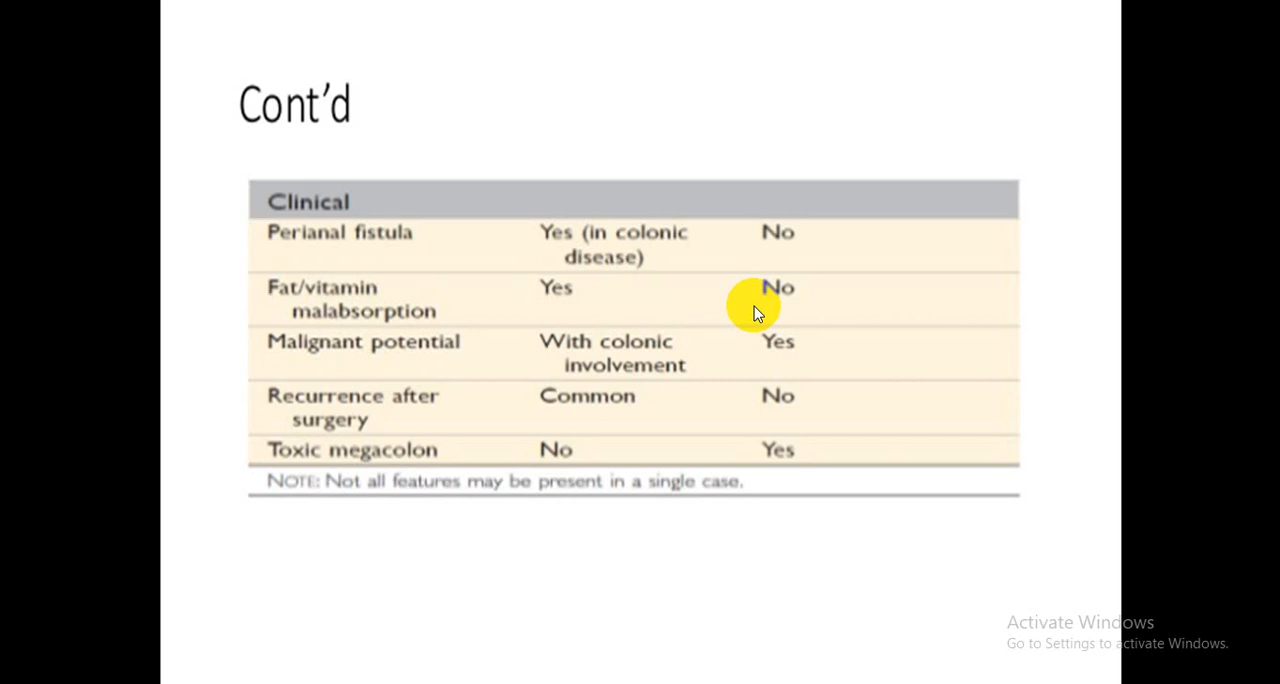 Cont’d
Clinical
Perianal fistula Yes (in colonic No
disease)
Fat/vitamin Yes No
malabsorption
Malignant potential With colonic Yes
involvement
Recurrence after Common No
surgery
Toxic megacolon No Yes
NOTE: Not all features may be present in a single case.
Activate Windows
Go to Settings to activate Windows.